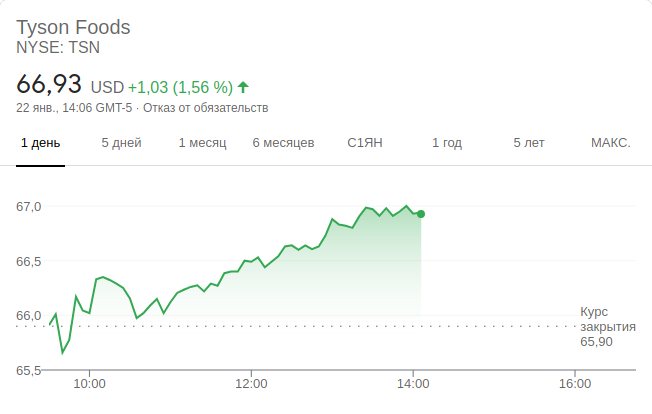 Tyson Foods
NYSE: TSN
66,93 USD +1,03 (1,56 %)
22 янв., 14:06 GMT-5 · Отказ от обязательств
1 день 5 дней 1 месяц 6 месяцев С1ЯН 1 год 5 лет МАКС.
67,0
66,5
66,0
65,5
Курс
закрытия
65,90
10:00 12:00 14:00 16:00